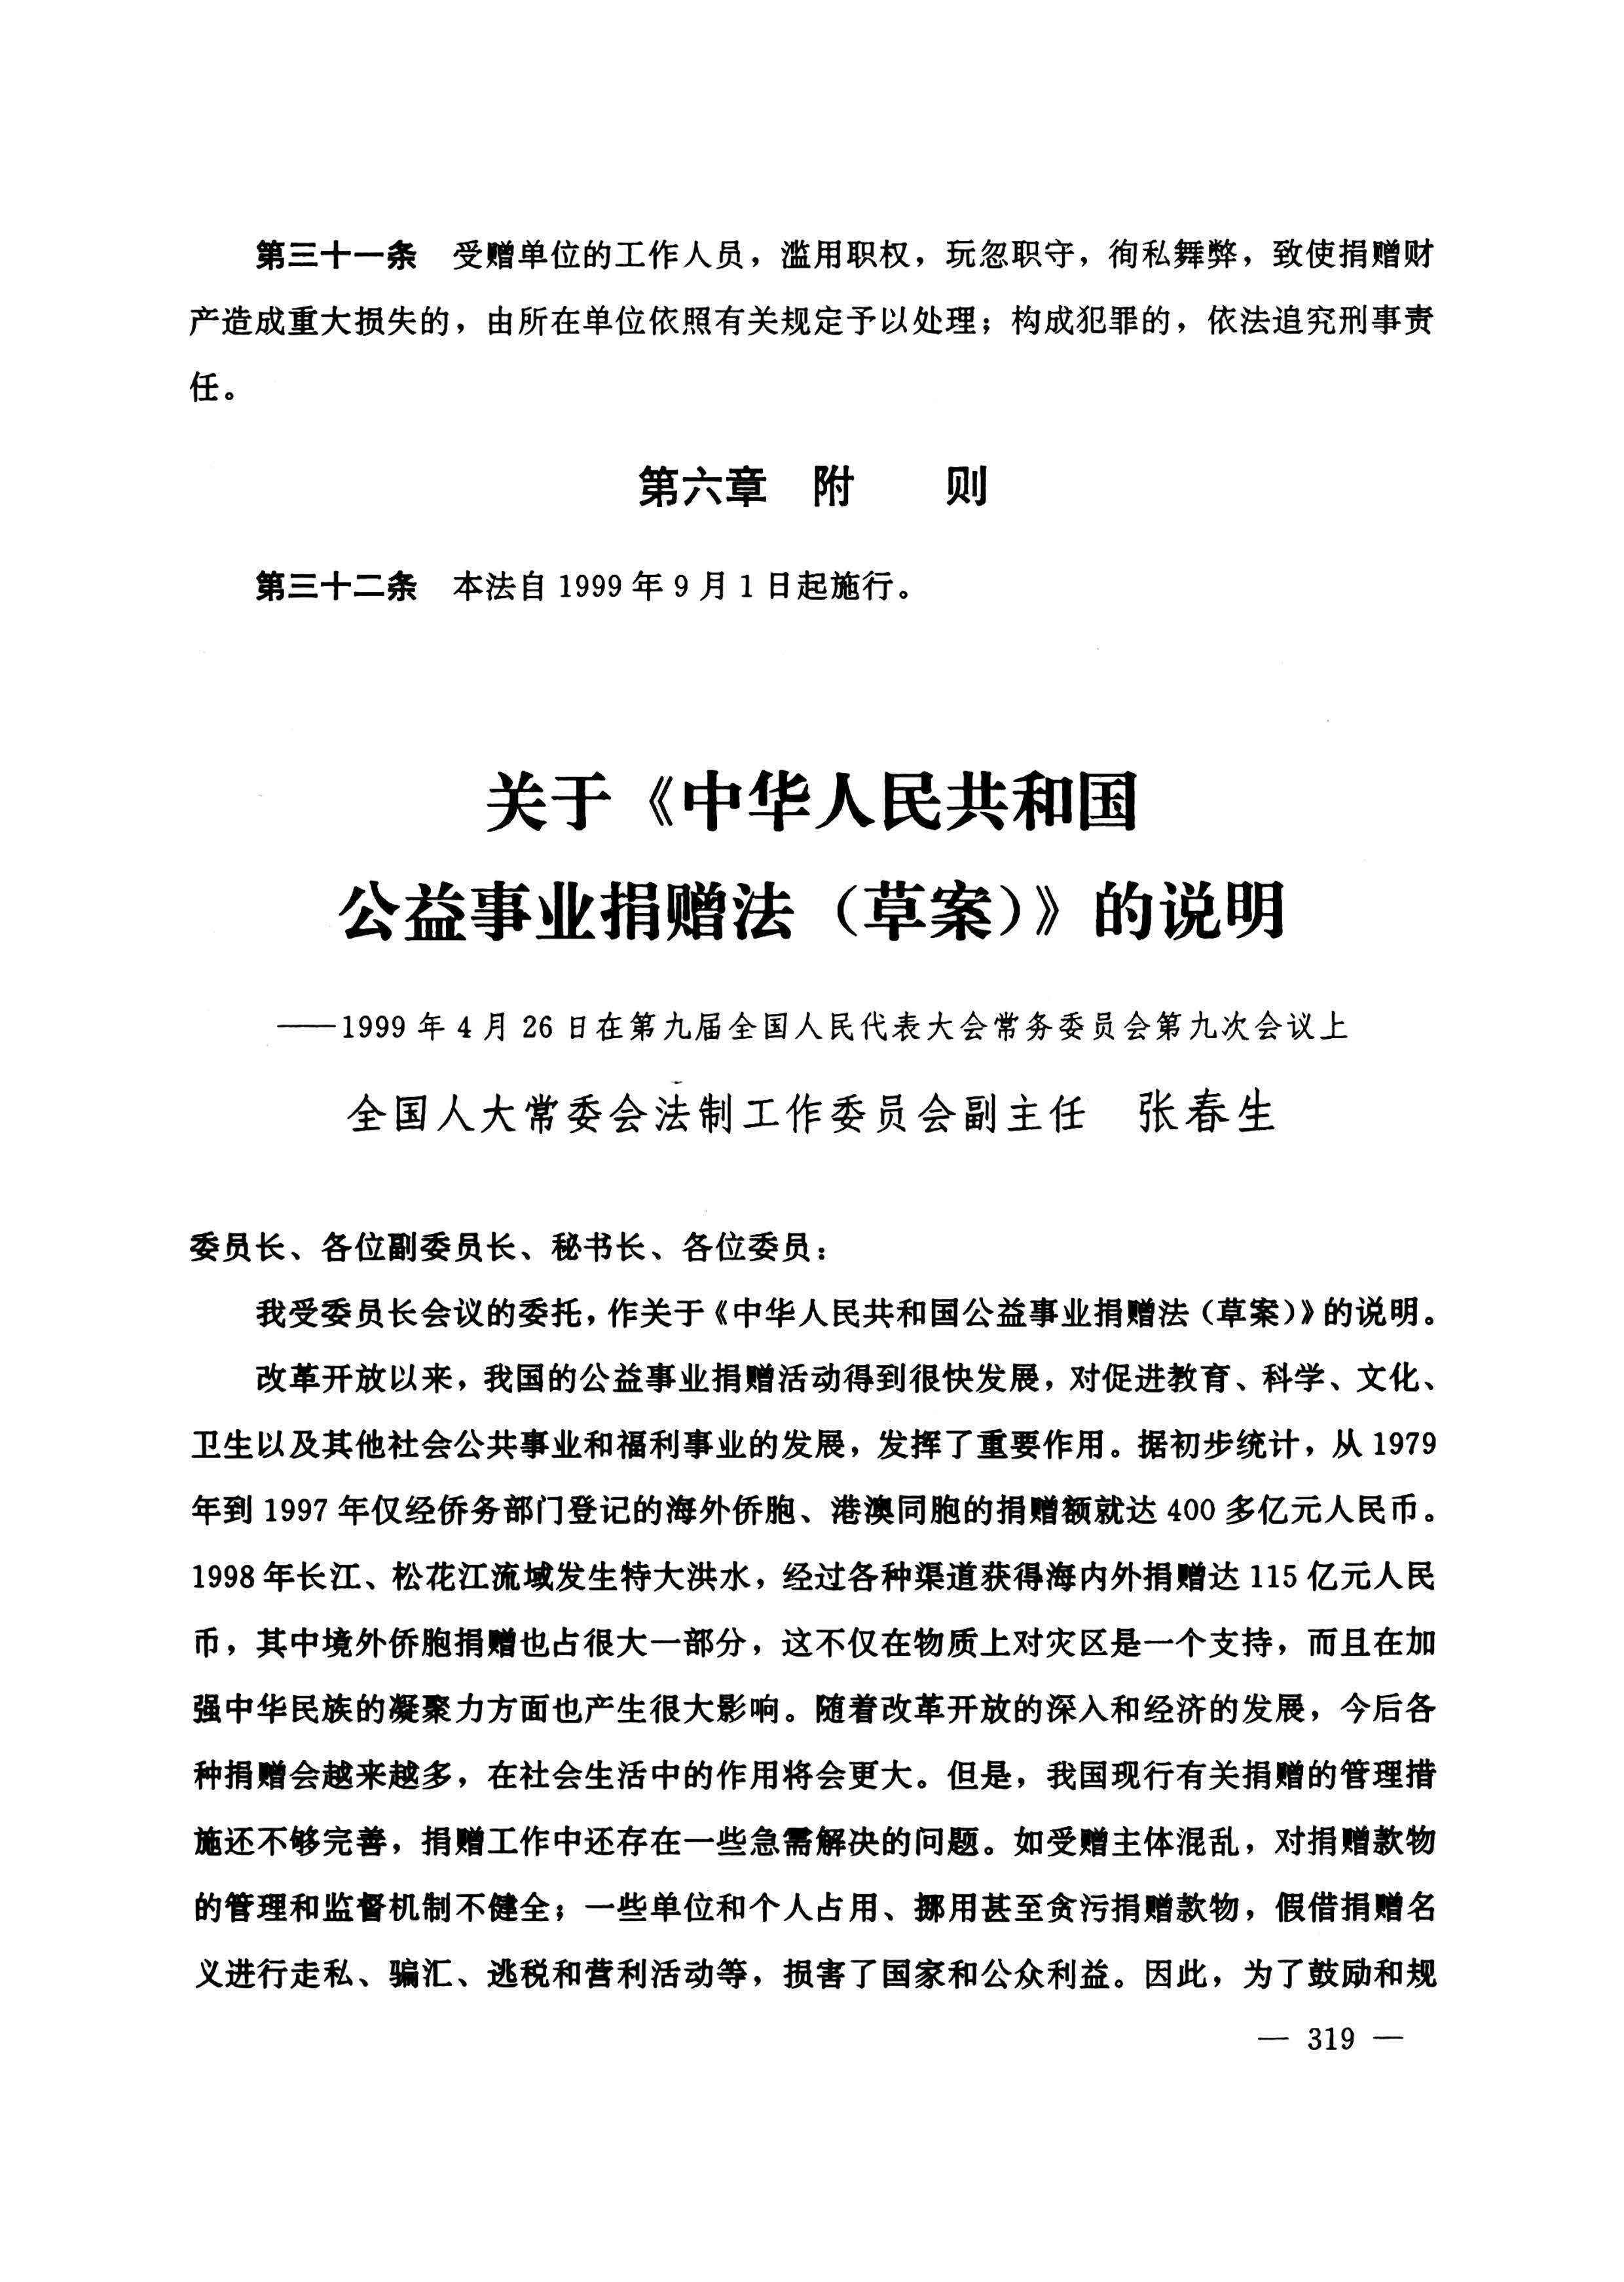 第三十一条　受赠单位的工作人员，滥用职权，玩忽职守，徇私舞弊，致使捐赠财
产造成重大损失的，由所在单位依照有关规定予以处理；构成犯罪的，依法追究刑事责
任。
第六章　附　　则
第三十二条　本法自 1999 年 9 月 1 日起施行。
关于《中华人民共和国
公益事业捐赠法（草案）》的说明
——1999 年 4 月 26 日在第九届全国人民代表大会常务委员会第九次会议上
全国人大常委会法制工作委员会副主任　张春生
委员长、各位副委员长、秘书长、各位委员：
我受委员长会议的委托，作关于《中华人民共和国公益事业捐赠法（草案）》的说明。
改革开放以来，我国的公益事业捐赠活动得到很快发展，对促进教育、科学、文化、
卫生以及其他社会公共事业和福利事业的发展，发挥了重要作用。据初步统计，从 1979
年到 1997 年仅经侨务部门登记的海外侨胞、港澳同胞的捐赠额就达 400 多亿元人民币。
1998 年长江、松花江流域发生特大洪水，经过各种渠道获得海内外捐赠达 115 亿元人民
币，其中境外侨胞捐赠也占很大一部分，这不仅在物质上对灾区是一个支持，而且在加
强中华民族的凝聚力方面也产生很大影响。随着改革开放的深入和经济的发展，今后各
种捐赠会越来越多，在社会生活中的作用将会更大。但是，我国现行有关捐赠的管理措
施还不够完善，捐赠工作中还存在一些急需解决的问题。如受赠主体混乱，对捐赠款物
的管理和监督机制不健全；一些单位和个人占用、挪用甚至贪污捐赠款物，假借捐赠名
义进行走私、骗汇、逃税和营利活动等，损害了国家和公众利益。因此，为了鼓励和规
— 319 —